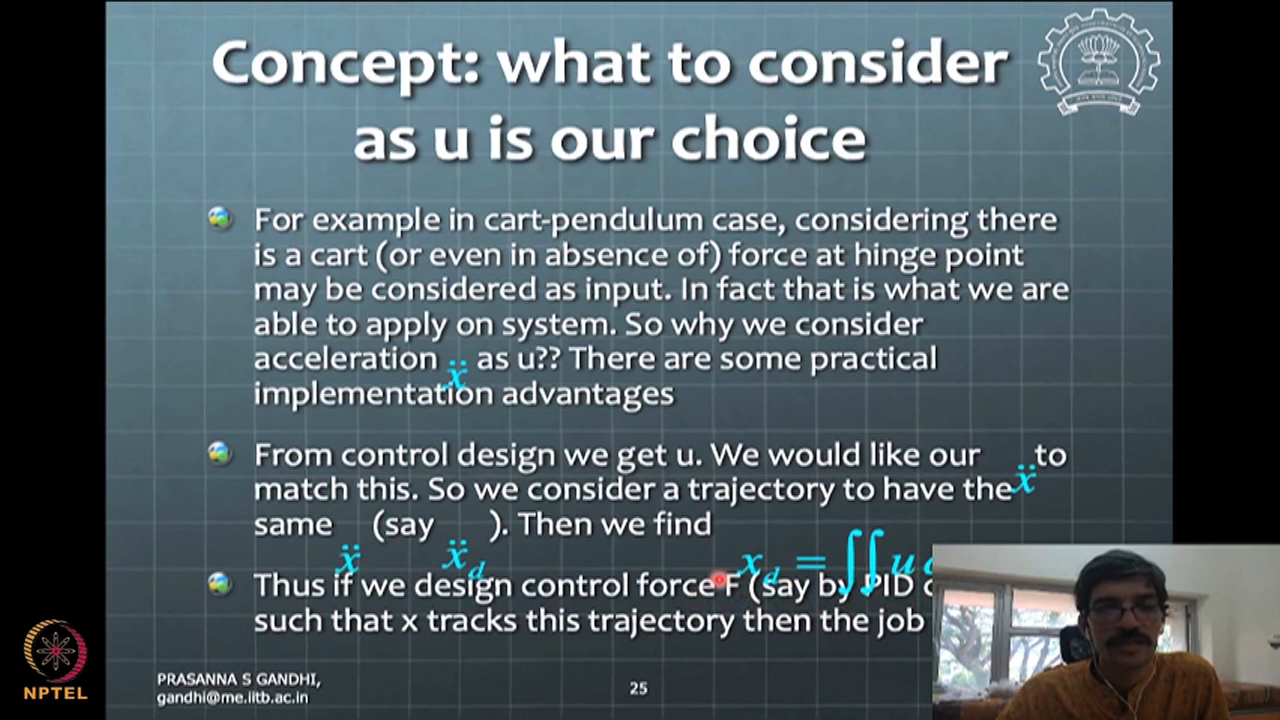 Concept: what to consider
as u is our choice
For example in cart-pendulum case, considering there
is a cart (or even in absence of) force at hinge point
may be considered as input. In fact that is what we are
able to apply on system. So why we consider
acceleration ẍ as u?? There are some practical
implementation advantages
From control design we get u. We would like our ẍ to
match this. So we consider a trajectory to have the
same ẍ (say ẍ_d ). Then we find x_d = ∫∫ u
Thus if we design control force F (say by PID
such that x tracks this trajectory then the job
PRASANNA S GANDHI,
gandhi@me.iitb.ac.in
25
NPTEL